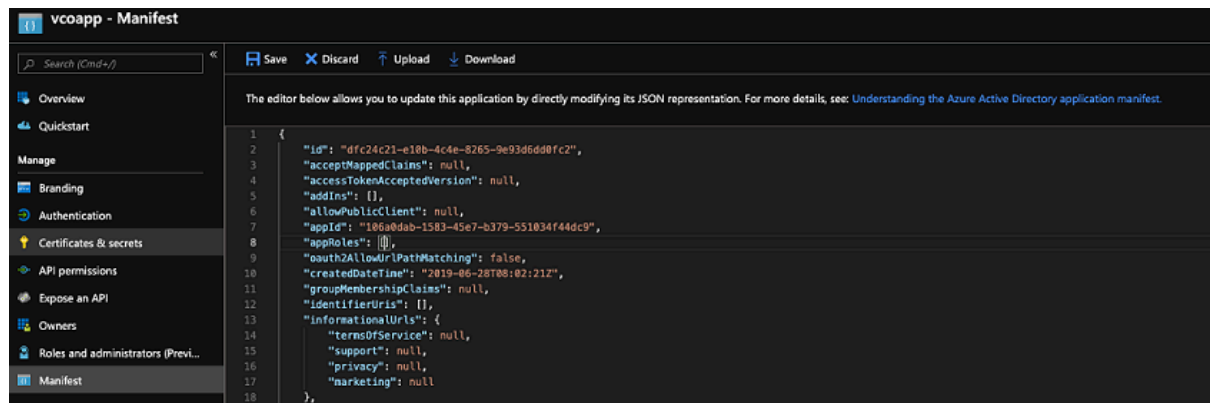 vcoapp - Manifest
Search (Cmd+/)
«
Overview
Quickstart
Manage
Branding
Authentication
Certificates & secrets
API permissions
Expose an API
Owners
Roles and administrators (Previ...
Manifest
Save Discard Upload Download
The editor below allows you to update this application by directly modifying its JSON representation. For more details, see: Understanding the Azure Active Directory application manifest.
1 {
2 "id": "dfc24c21-e10b-4c4e-8265-9e93d6dd0fc2",
3 "acceptMappedClaims": null,
4 "accessTokenAcceptedVersion": null,
5 "addIns": [],
6 "allowPublicClient": null,
7 "appId": "106a0dab-1583-45e7-b379-551034f44dc9",
8 "appRoles": [],
9 "oauth2AllowUrlPathMatching": false,
10 "createdDateTime": "2019-06-28T08:02:21Z",
11 "groupMembershipClaims": null,
12 "identifierUris": [],
13 "informationalUrls": {
14 "termsOfService": null,
15 "support": null,
16 "privacy": null,
17 "marketing": null
18 },